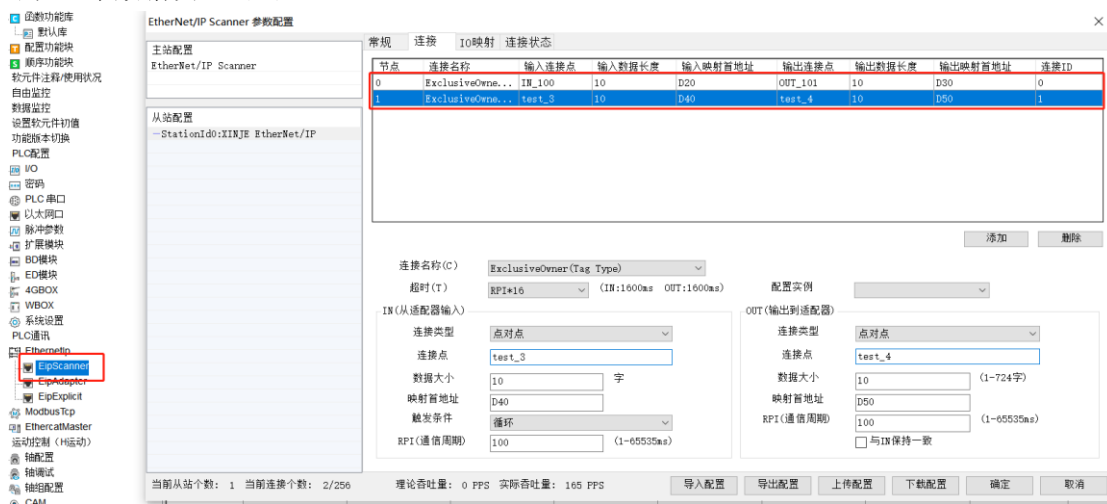 函数功能库
默认库
配置功能块
顺序功能块
软元件注释/使用状况
自由监控
数据监控
设置软元件初值
功能版本切换
PLC配置
I/O
密码
PLC 串口
以太网口
脉冲参数
扩展模块
BD模块
ED模块
4GBOX
WBOX
系统设置
PLC通讯
Ethernetip
EipScanner
EipAdapter
EipExplicit
ModbusTcp
EthercatMaster
运动控制（H运动）
轴配置
轴调试
轴组配置
CAM
EtherNet/IP Scanner 参数配置
主站配置
EtherNet/IP Scanner
从站配置
StationId0:XINJE EtherNet/IP
常规 连接 IO映射 连接状态
节点 连接名称 输入连接点 输入数据长度 输入映射首地址 输出连接点 输出数据长度 输出映射首地址 连接ID
0 ExclusiveOwne... IN_100 10 D20 OUT_101 10 D30 0
1 ExclusiveOwne... test_3 10 D40 test_4 10 D50 1
添加 删除
连接名称(C) ExclusiveOwner(Tag Type)
超时(T) RPI*16 (IN:1600ms OUT:1600ms) 配置实例
IN(从适配器输入) OUT(输出到适配器)
连接类型 点对点 连接类型 点对点
连接点 test_3 连接点 test_4
数据大小 10 字 数据大小 10 (1-724字)
映射首地址 D40 映射首地址 D50
触发条件 循环 RPI(通信周期) 100 (1-65535ms)
RPI(通信周期) 100 (1-65535ms) 与IN保持一致
当前从站个数: 1 当前连接个数: 2/256 理论吞吐量: 0 PPS 实际吞吐量: 165 PPS 导入配置 导出配置 上传配置 下载配置 确定 取消